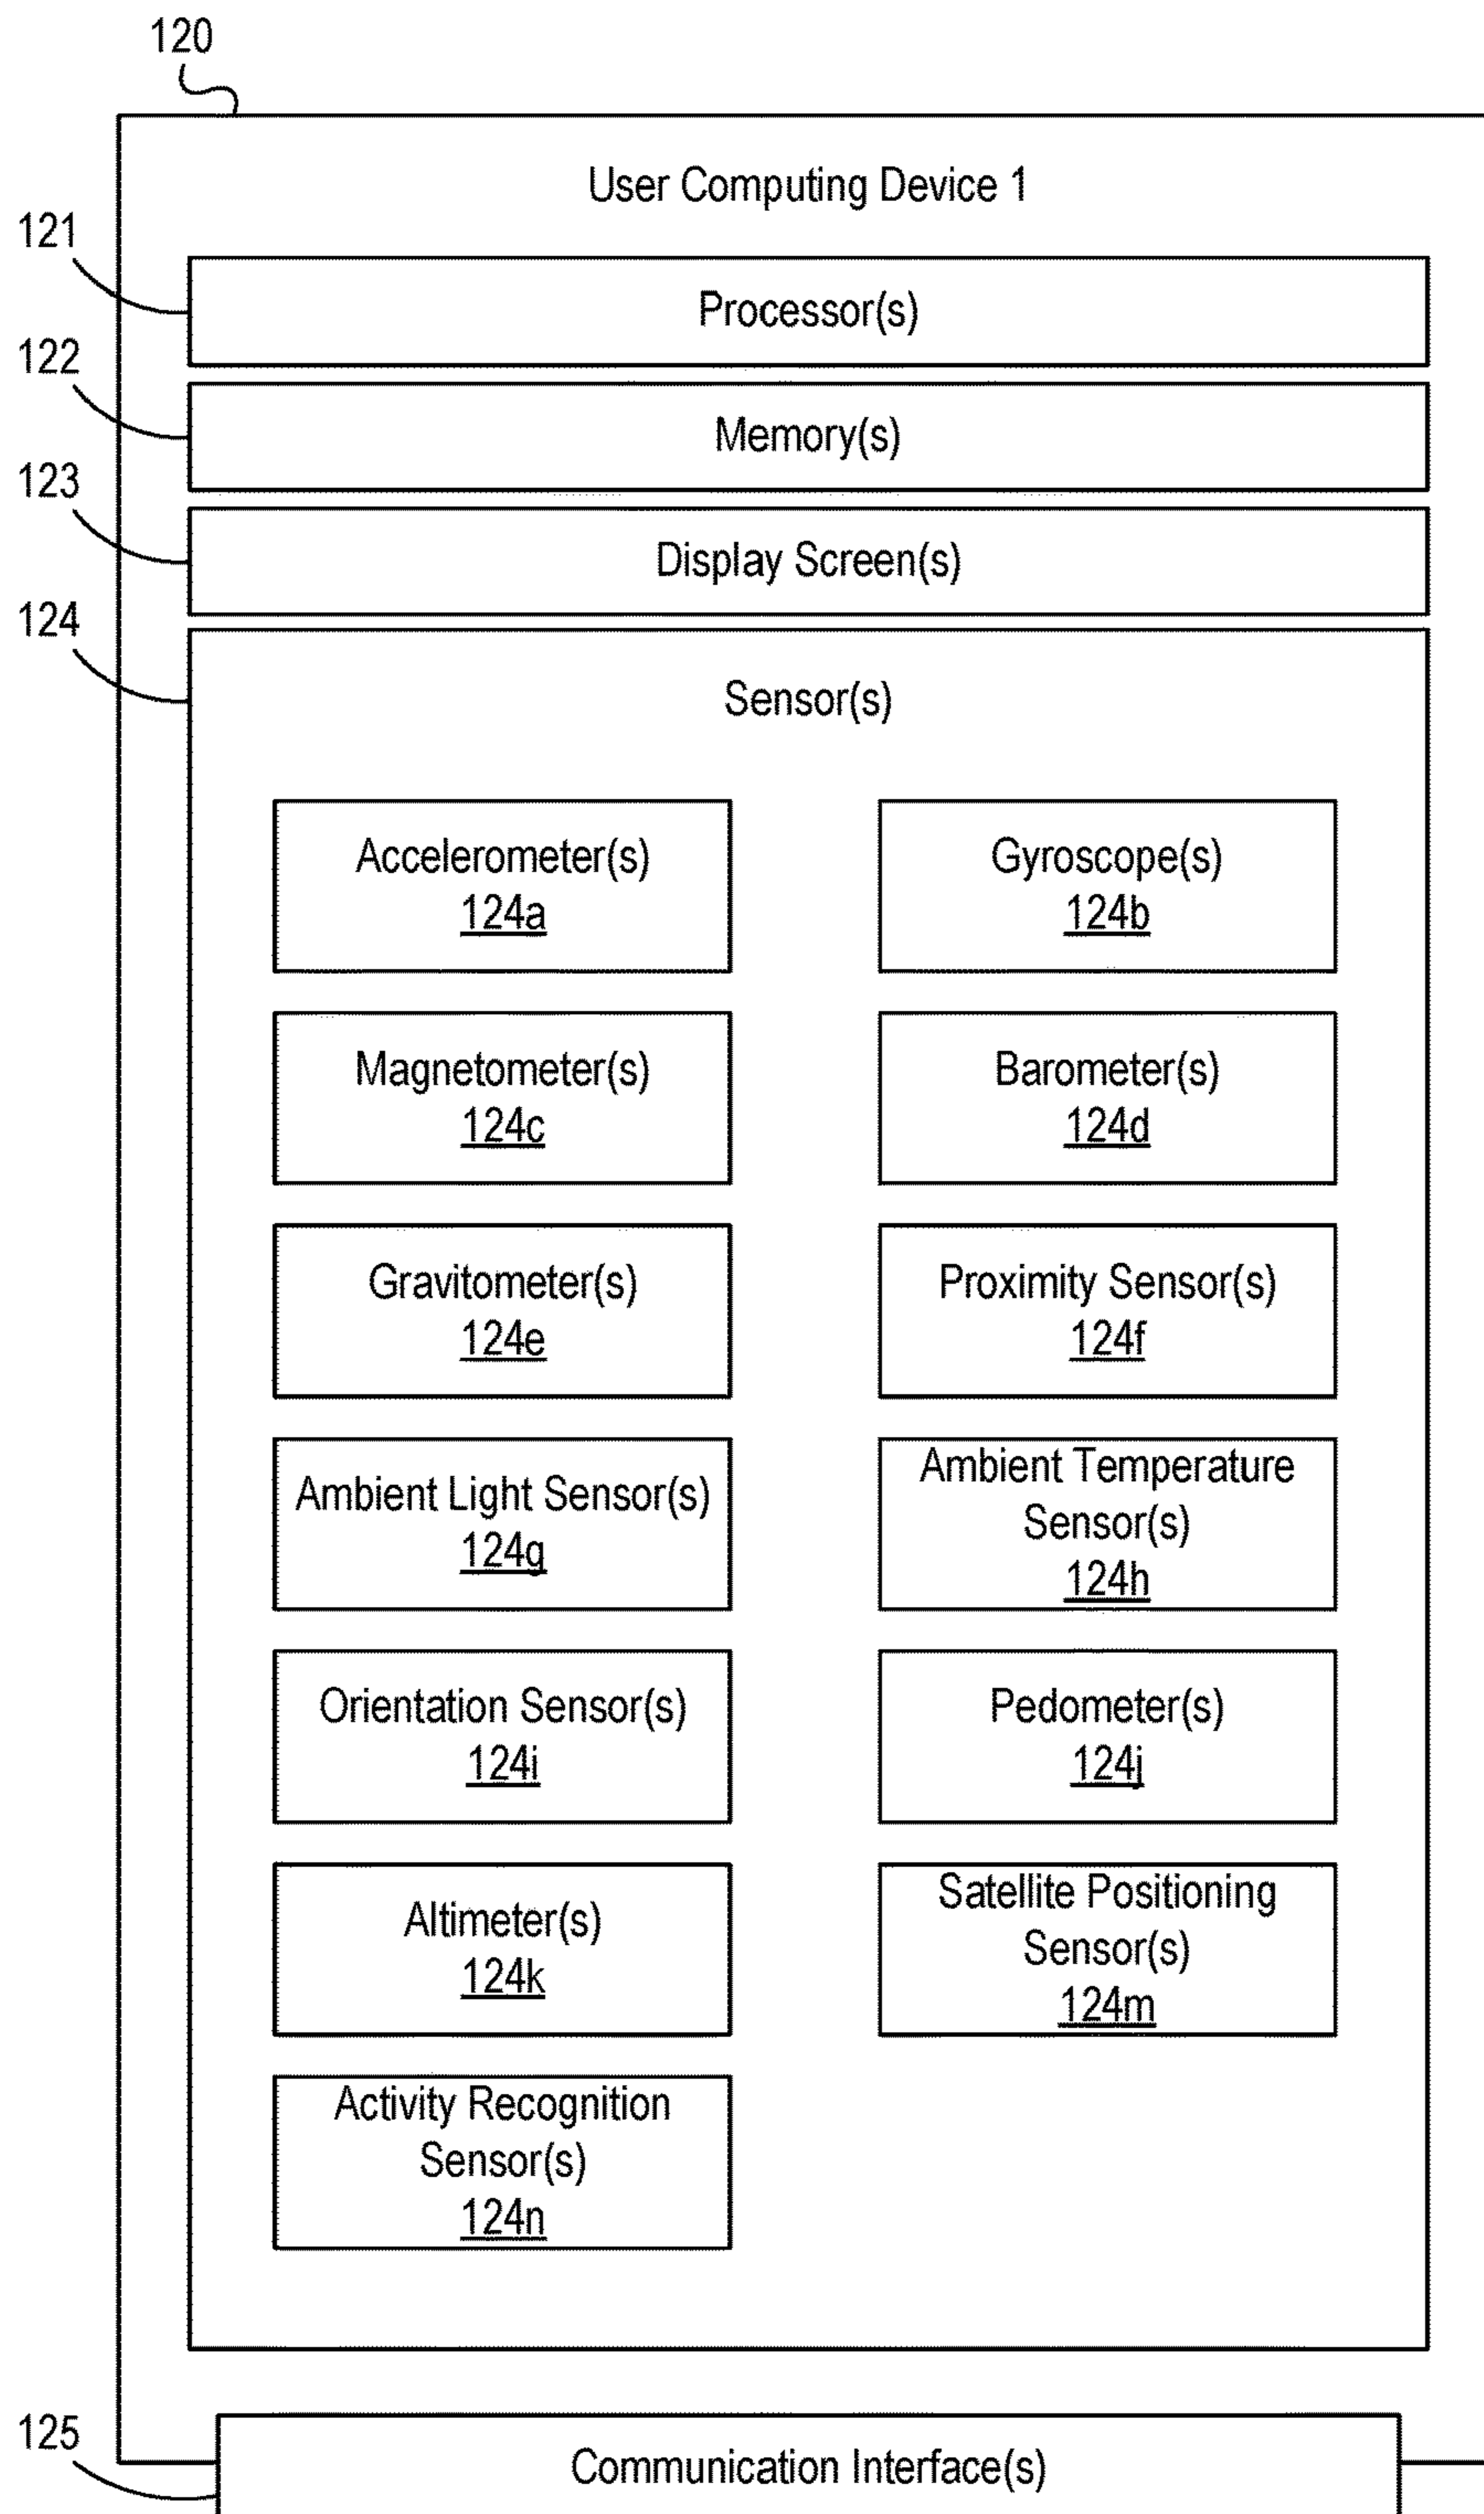 120
User Computing Device 1
121
Processor(s)
122
Memory(s)
123
Display Screen(s)
124
Sensor(s)
Accelerometer(s)
124a
Gyroscope(s)
124b
Magnetometer(s)
124c
Barometer(s)
124d
Gravitometer(s)
124e
Proximity Sensor(s)
124f
Ambient Light Sensor(s)
124g
Ambient Temperature
Sensor(s)
124h
Orientation Sensor(s)
124i
Pedometer(s)
124j
Altimeter(s)
124k
Satellite Positioning
Sensor(s)
124m
Activity Recognition
Sensor(s)
124n
125
Communication Interface(s)